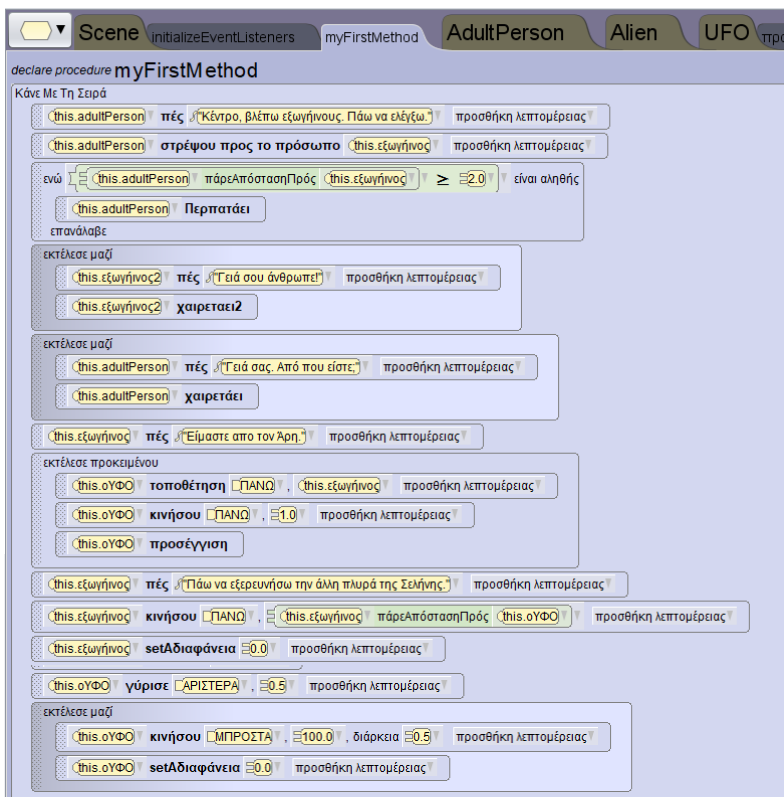 Scene initializeEventListeners myFirstMethod AdultPerson Alien UFO προ
declare procedure myFirstMethod
Κάνε Με Τη Σειρά
this.adultPerson πές "Κέντρο, βλέπω εξωγήινους. Πάω να ελέγξω." προσθήκη λεπτομέρειας
this.adultPerson στρέψου προς το πρόσωπο this.εξωγήινος προσθήκη λεπτομέρειας
ενώ this.adultPerson πάρεΑπόστασηΠρός this.εξωγήινος ≥ 2.0 είναι αληθής
this.adultPerson Περπατάει
επανάλαβε
εκτέλεσε μαζί
this.εξωγήινος2 πές "Γειά σου άνθρωπε!" προσθήκη λεπτομέρειας
this.εξωγήινος2 χαιρεταει2
εκτέλεσε μαζί
this.adultPerson πές "Γειά σας. Από που είστε;" προσθήκη λεπτομέρειας
this.adultPerson χαιρετάει
this.εξωγήινος πές "Είμαστε απο τον Άρη." προσθήκη λεπτομέρειας
εκτέλεσε προκειμένου
this.οΥΦΟ τοποθέτηση ΠΑΝΩ , this.εξωγήινος προσθήκη λεπτομέρειας
this.οΥΦΟ κινήσου ΠΑΝΩ , 1.0 προσθήκη λεπτομέρειας
this.οΥΦΟ προσέγγιση
this.εξωγήινος πές "Πάω να εξερευνήσω την άλλη πλυρά της Σελήνης." προσθήκη λεπτομέρειας
this.εξωγήινος κινήσου ΠΑΝΩ , this.εξωγήινος πάρεΑπόστασηΠρός this.οΥΦΟ προσθήκη λεπτομέρειας
this.εξωγήινος setΑδιαφάνεια 0.0 προσθήκη λεπτομέρειας
this.οΥΦΟ γύρισε ΑΡΙΣΤΕΡΑ , 0.5 προσθήκη λεπτομέρειας
εκτέλεσε μαζί
this.οΥΦΟ κινήσου ΜΠΡΟΣΤΑ , 100.0 , διάρκεια 0.5 προσθήκη λεπτομέρειας
this.οΥΦΟ setΑδιαφάνεια 0.0 προσθήκη λεπτομέρειας